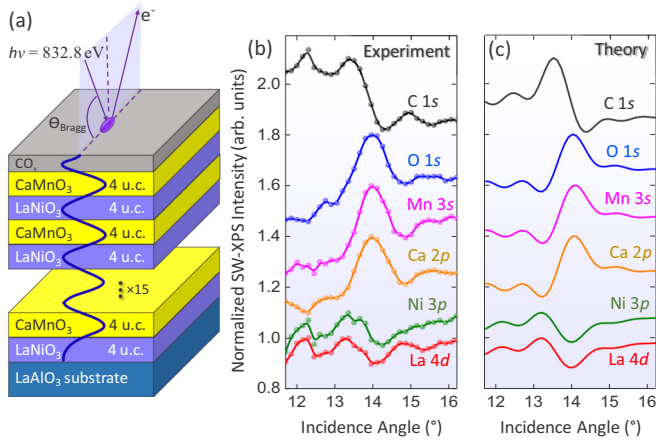 (a)
e-
hν = 832.8 eV
ΘBragg
COx
CaMnO3 4 u.c.
LaNiO3 4 u.c.
CaMnO3 4 u.c.
LaNiO3 4 u.c.
×15
CaMnO3 4 u.c.
LaNiO3 4 u.c.
LaAlO3 substrate
(b)
Experiment
Normalized SW-XPS Intensity (arb. units)
2.0
1.8
1.6
1.4
1.2
1.0
0.8
C 1s
O 1s
Mn 3s
Ca 2p
Ni 3p
La 4d
12 13 14 15 16
Incidence Angle (°)
(c)
Theory
C 1s
O 1s
Mn 3s
Ca 2p
Ni 3p
La 4d
12 13 14 15 16
Incidence Angle (°)